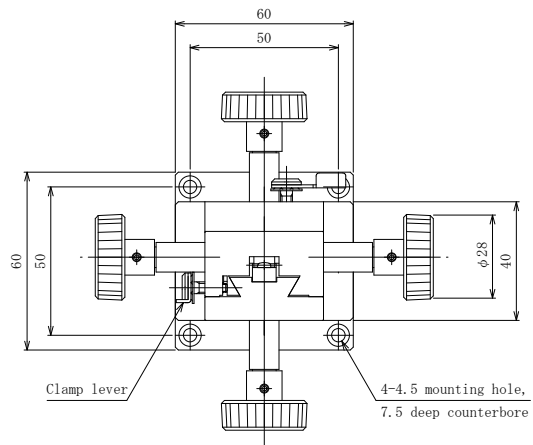 60
50
60
50
φ28
40
Clamp lever
4-4.5 mounting hole,
7.5 deep counterbore